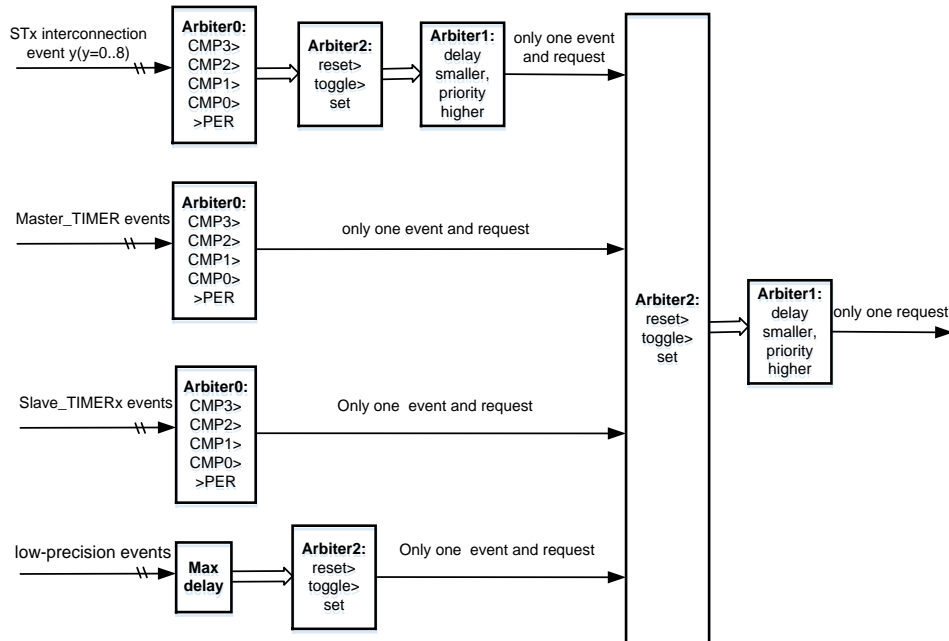 STx interconnection
event y(y=0..8)
Arbiter0:
CMP3>
CMP2>
CMP1>
CMP0>
>PER
Arbiter2:
reset>
toggle>
set
Arbiter1:
delay
smaller,
priority
higher
only one event
and request
Master_TIMER events
Arbiter0:
CMP3>
CMP2>
CMP1>
CMP0>
>PER
only one event and request
Arbiter2:
reset>
toggle>
set
Arbiter1:
delay
smaller,
priority
higher
only one request
Slave_TIMERx events
Arbiter0:
CMP3>
CMP2>
CMP1>
CMP0>
>PER
Only one event and request
low-precision events
Max
delay
Arbiter2:
reset>
toggle>
set
Only one event and request